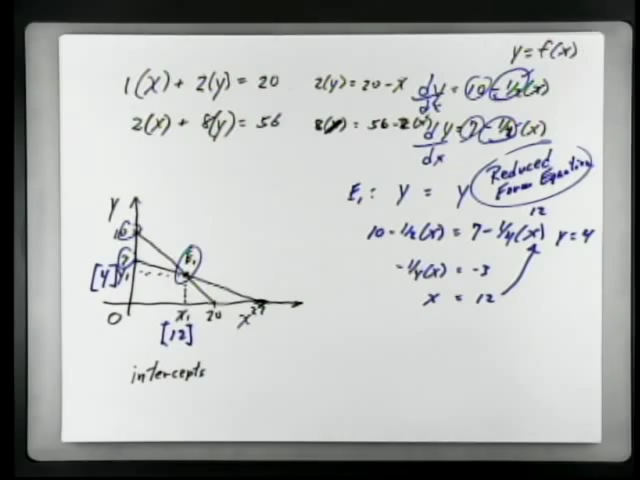 y = f(x)
1(x) + 2(y) = 20
2(y) = 20 - x
dy/dx = 10 - 1/2(x)
2(x) + 8(y) = 56
8(y) = 56 - 2(x)
dy/dx = 7 - 1/4(x)
Reduced
Form Equation
E₁: y = y
12
10 - 1/2(x) = 7 - 1/4(x) y = 4
-1/4(x) = -3
x = 12
y
10
7
E₁
[4] y₁
0 x₁ 20 x
[12]
intercepts